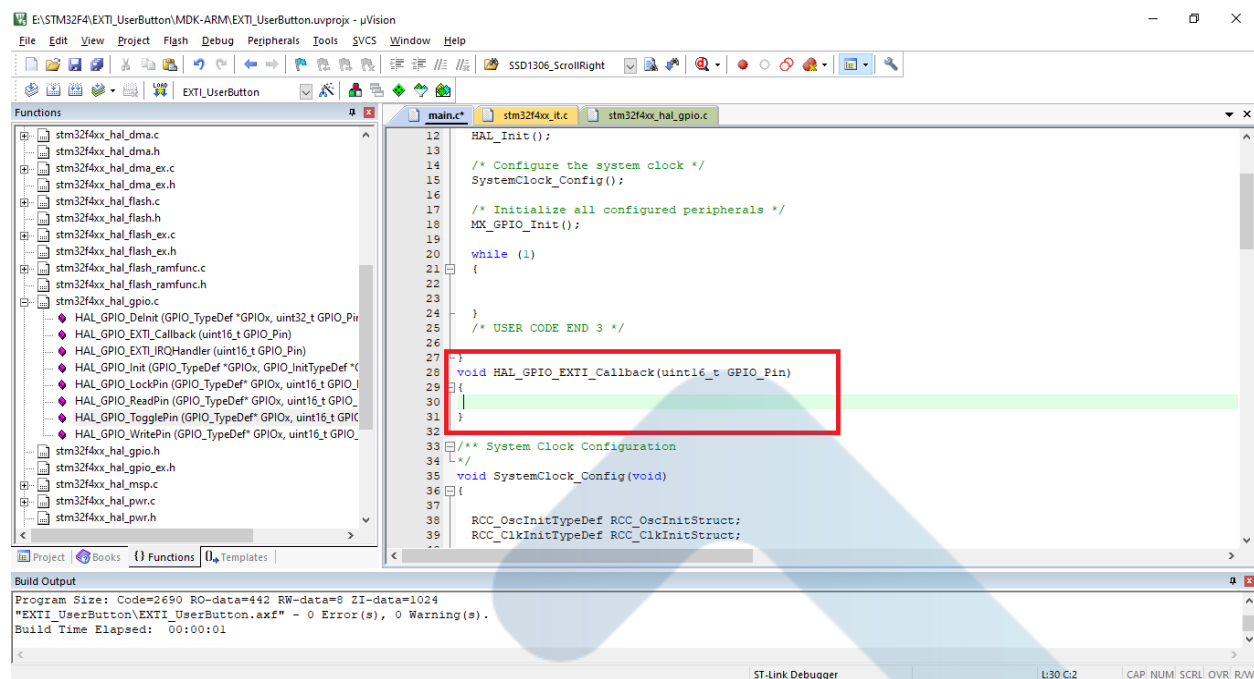 E:\STM32F4\EXTI_UserButton\MDK-ARM\EXTI_UserButton.uvprojx - µVision
File Edit View Project Flash Debug Peripherals Tools SVCS Window Help
SSD1306_ScrollRight
LOAD EXTI_UserButton
Functions
stm32f4xx_hal_dma.c
stm32f4xx_hal_dma.h
stm32f4xx_hal_dma_ex.c
stm32f4xx_hal_dma_ex.h
stm32f4xx_hal_flash.c
stm32f4xx_hal_flash.h
stm32f4xx_hal_flash_ex.c
stm32f4xx_hal_flash_ex.h
stm32f4xx_hal_flash_ramfunc.c
stm32f4xx_hal_flash_ramfunc.h
stm32f4xx_hal_gpio.c
HAL_GPIO_DeInit (GPIO_TypeDef *GPIOx, uint32_t GPIO_Pir
HAL_GPIO_EXTI_Callback (uint16_t GPIO_Pin)
HAL_GPIO_EXTI_IRQHandler (uint16_t GPIO_Pin)
HAL_GPIO_Init (GPIO_TypeDef *GPIOx, GPIO_InitTypeDef *(
HAL_GPIO_LockPin (GPIO_TypeDef* GPIOx, uint16_t GPIO_I
HAL_GPIO_ReadPin (GPIO_TypeDef* GPIOx, uint16_t GPIO_
HAL_GPIO_TogglePin (GPIO_TypeDef* GPIOx, uint16_t GPIC
HAL_GPIO_WritePin (GPIO_TypeDef* GPIOx, uint16_t GPIO_
stm32f4xx_hal_gpio.h
stm32f4xx_hal_gpio_ex.h
stm32f4xx_hal_msp.c
stm32f4xx_hal_pwr.c
stm32f4xx_hal_pwr.h
Project Books {} Functions Templates
main.c* stm32f4xx_it.c stm32f4xx_hal_gpio.c
12 HAL_Init();
13
14 /* Configure the system clock */
15 SystemClock_Config();
16
17 /* Initialize all configured peripherals */
18 MX_GPIO_Init();
19
20 while (1)
21 {
22
23
24 }
25 /* USER CODE END 3 */
26
27 }
28 void HAL_GPIO_EXTI_Callback(uint16_t GPIO_Pin)
29 {
30
31 }
32
33 /** System Clock Configuration
34 */
35 void SystemClock_Config(void)
36 {
37
38 RCC_OscInitTypeDef RCC_OscInitStruct;
39 RCC_ClkInitTypeDef RCC_ClkInitStruct;
Build Output
Program Size: Code=2690 RO-data=442 RW-data=8 ZI-data=1024
"EXTI_UserButton\EXTI_UserButton.axf" - 0 Error(s), 0 Warning(s).
Build Time Elapsed: 00:00:01
ST-Link Debugger L:30 C:2 CAP NUM SCRL OVR R/W